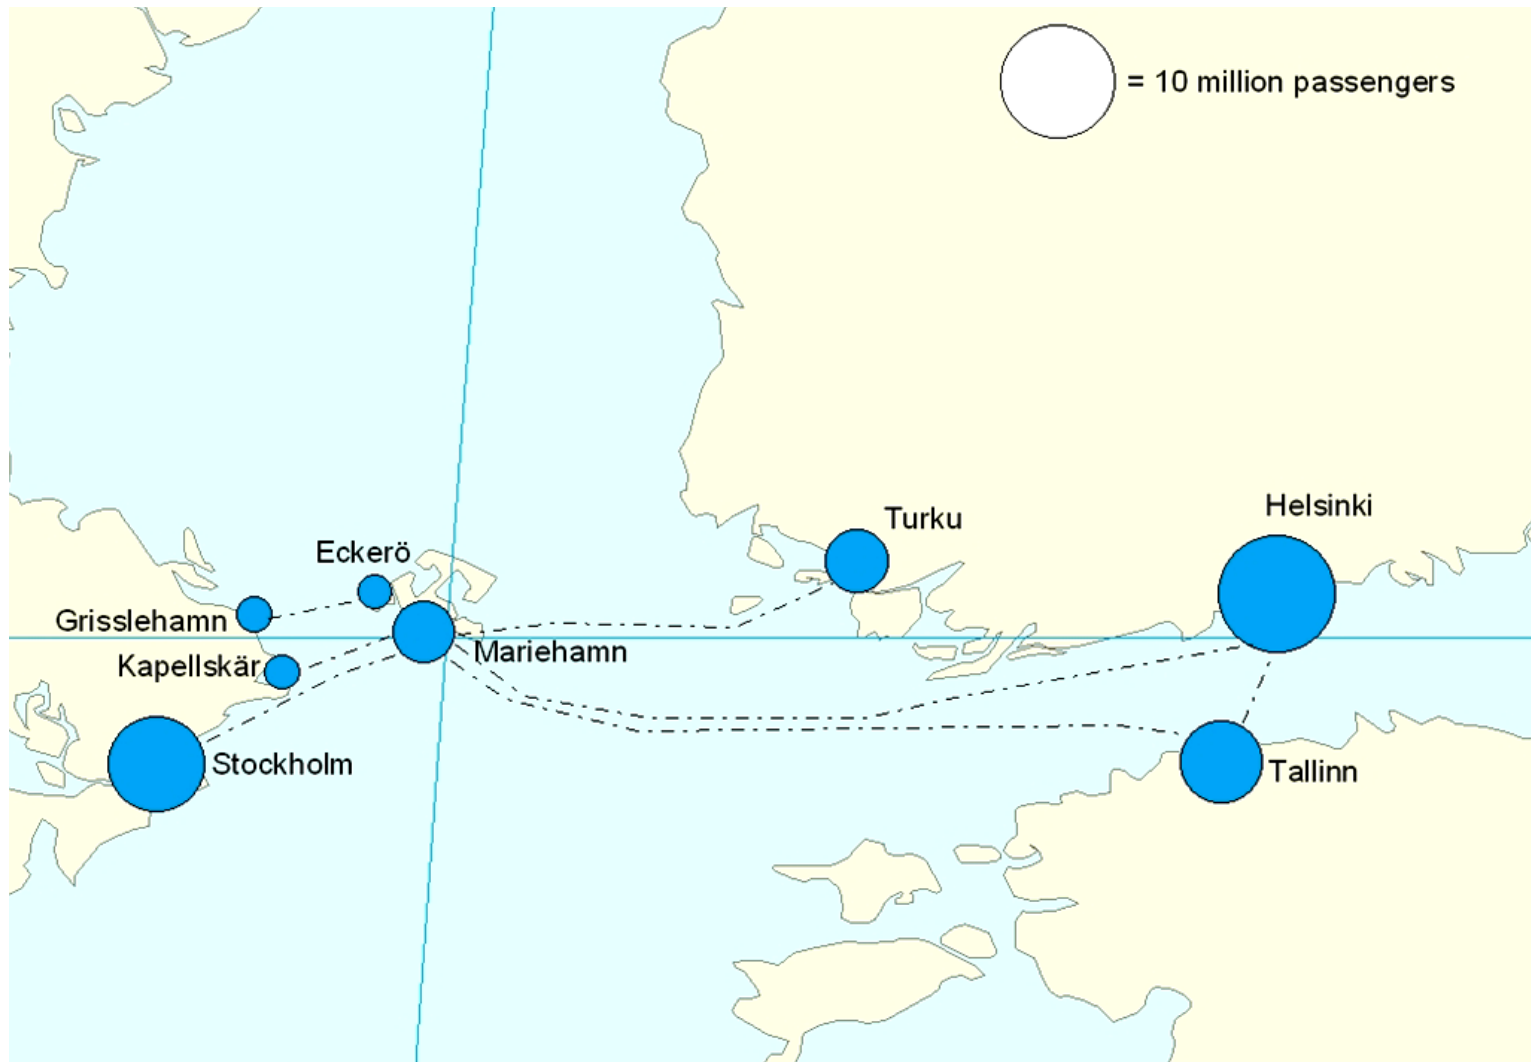 = 10 million passengers
Helsinki
Turku
Eckerö
Grisslehamn
Mariehamn
Kapellskär
Stockholm
Tallinn